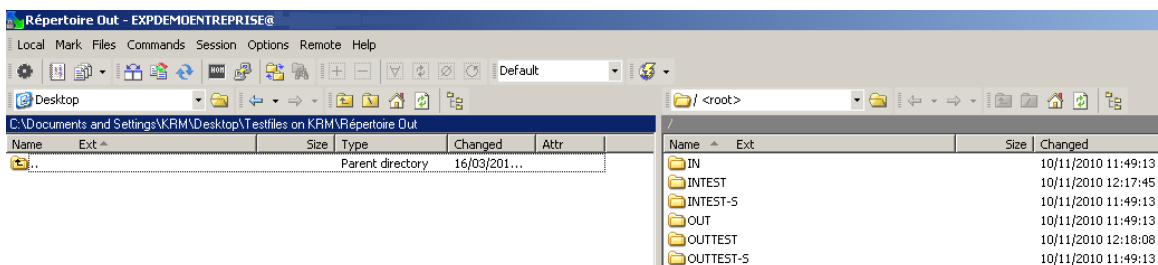 Répertoire Out - EXPDEMOENTREPRISE@
Local Mark Files Commands Session Options Remote Help
Default
Desktop
/ <root>
C:\Documents and Settings\KRM\Desktop\Testfiles on KRM\Répertoire Out
/
Name Ext Size Type Changed Attr
Name Ext Size Changed
.. Parent directory 16/03/201...
IN 10/11/2010 11:49:13
INTEST 10/11/2010 12:17:45
INTEST-S 10/11/2010 11:49:13
OUT 10/11/2010 11:49:13
OUTTEST 10/11/2010 12:18:08
OUTTEST-S 10/11/2010 11:49:13